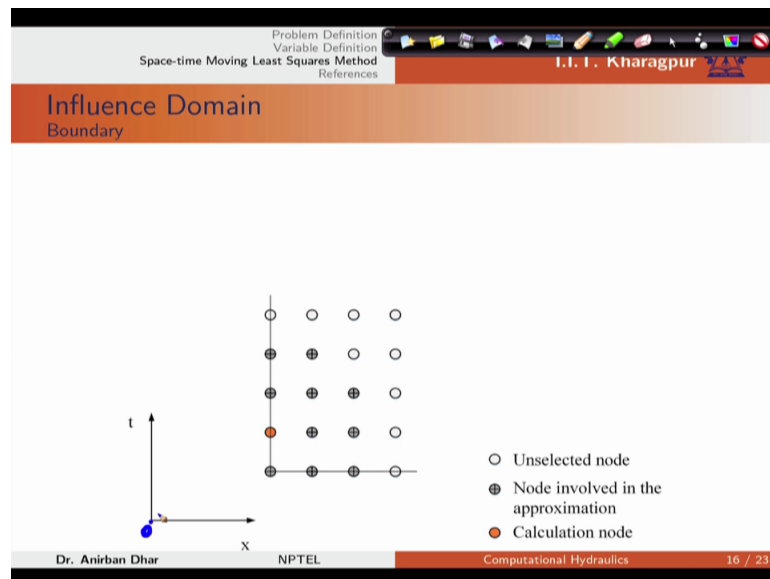 Problem Definition
Variable Definition
Space-time Moving Least Squares Method
References
I.I.T. Kharagpur
Influence Domain
Boundary
t
x
Unselected node
Node involved in the
approximation
Calculation node
Dr. Anirban Dhar
NPTEL
Computational Hydraulics
16 / 23